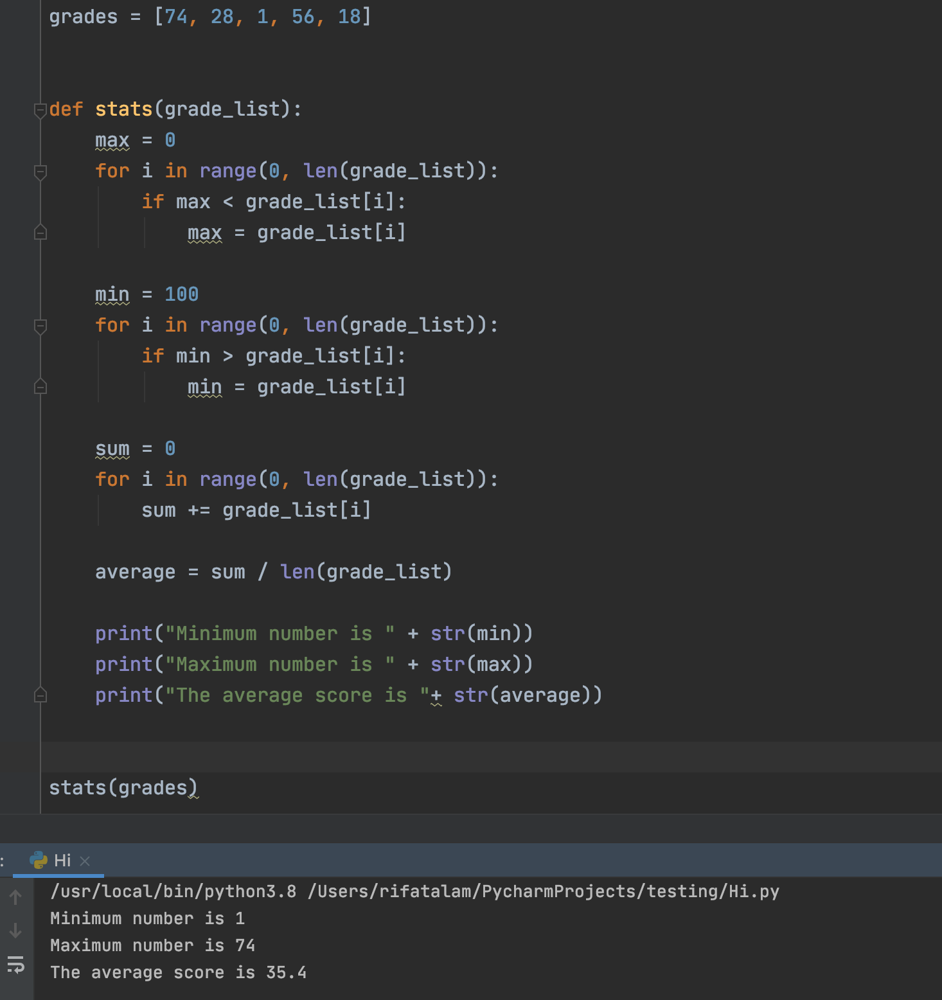 grades = [74, 28, 1, 56, 18]
def stats(grade_list):
    max = 0
    for i in range(0, len(grade_list)):
        if max < grade_list[i]:
            max = grade_list[i]
    min = 100
    for i in range(0, len(grade_list)):
        if min > grade_list[i]:
            min = grade_list[i]
    sum = 0
    for i in range(0, len(grade_list)):
        sum += grade_list[i]
    average = sum / len(grade_list)
    print("Minimum number is " + str(min))
    print("Maximum number is " + str(max))
    print("The average score is "+ str(average))
stats(grades)
: Hi ×
/usr/local/bin/python3.8 /Users/rifatalam/PycharmProjects/testing/Hi.py
Minimum number is 1
Maximum number is 74
The average score is 35.4